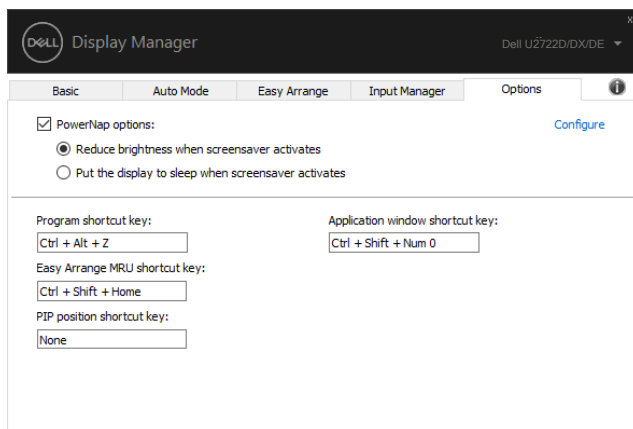 DELL Display Manager
Dell U2722D/DX/DE
Basic Auto Mode Easy Arrange Input Manager Options
PowerNap options: Configure
Reduce brightness when screensaver activates
Put the display to sleep when screensaver activates
Program shortcut key: Application window shortcut key:
Ctrl + Alt + Z Ctrl + Shift + Num 0
Easy Arrange MRU shortcut key:
Ctrl + Shift + Home
PIP position shortcut key:
None